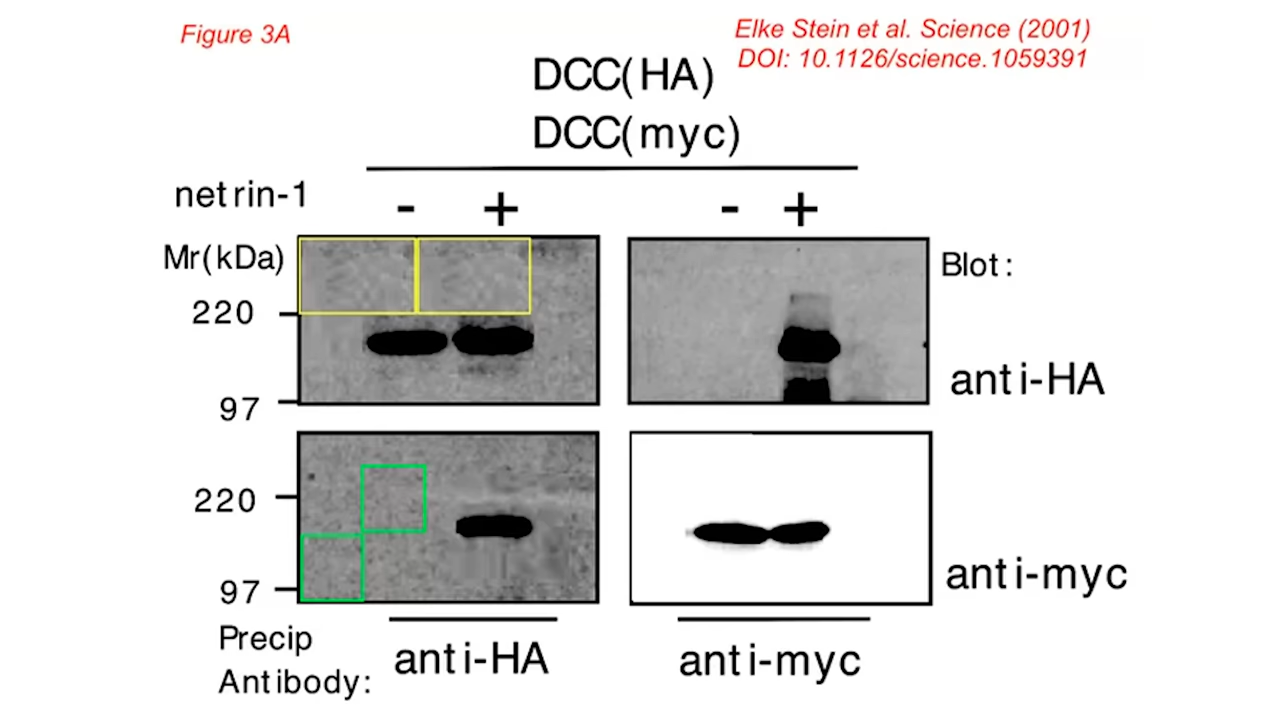 Figure 3A
Elke Stein et al. Science (2001)
DOI: 10.1126/science.1059391
DCC(HA)
DCC(myc)
netrin-1
- + - +
Mr(kDa)
Blot:
220
anti-HA
97
220
anti-myc
97
Precip
Antibody:
anti-HA
anti-myc